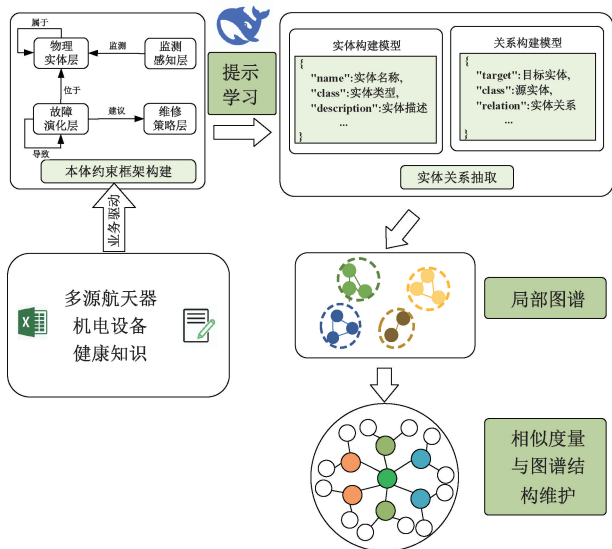 属于
物理
实体层
监测
监测
感知层
位于
故障
演化层
建议
维修
策略层
导致
本体约束框架构建
提示
学习
实体构建模型
{
"name":实体名称,
"class":实体类型,
"description":实体描述
...
}
关系构建模型
{
"target":目标实体,
"class":源实体,
"relation":实体关系
...
}
实体关系抽取
业务驱动
X
多源航天器
机电设备
健康知识
局部图谱
相似度量
与图谱结
构维护